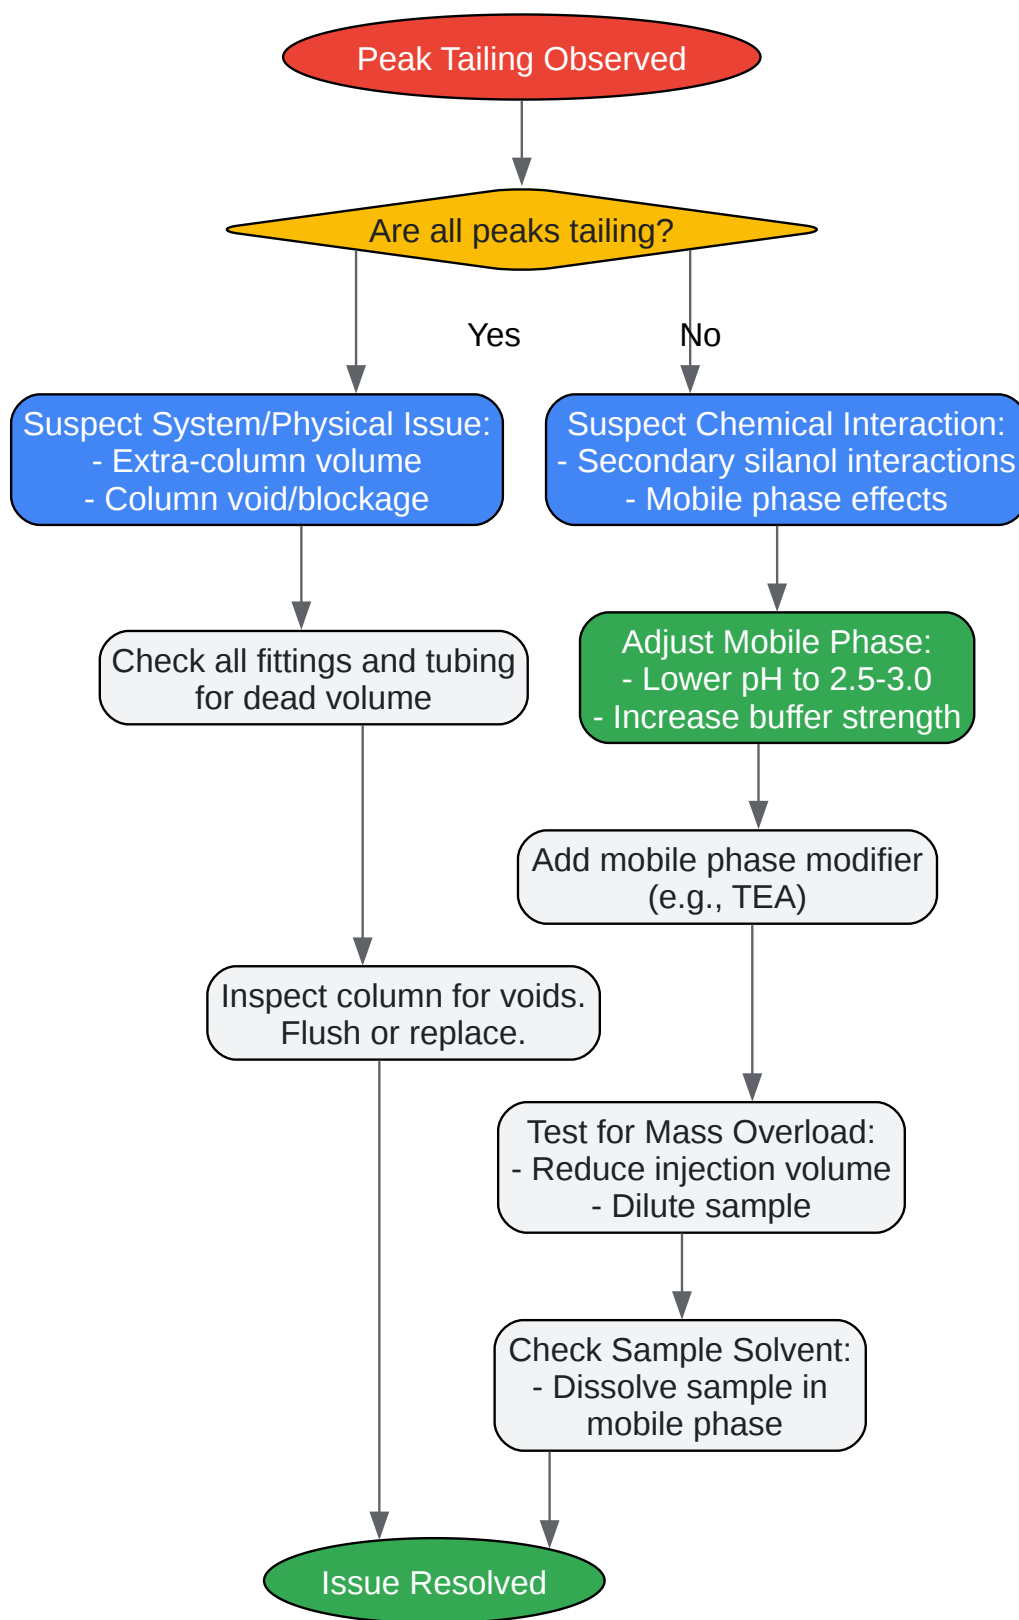 Peak Tailing Observed
Are all peaks tailing?
Yes
No
Suspect System/Physical Issue:
- Extra-column volume
- Column void/blockage
Suspect Chemical Interaction:
- Secondary silanol interactions
- Mobile phase effects
Check all fittings and tubing
for dead volume
Adjust Mobile Phase:
- Lower pH to 2.5-3.0
- Increase buffer strength
Add mobile phase modifier
(e.g., TEA)
Inspect column for voids.
Flush or replace.
Test for Mass Overload:
- Reduce injection volume
- Dilute sample
Check Sample Solvent:
- Dissolve sample in
mobile phase
Issue Resolved